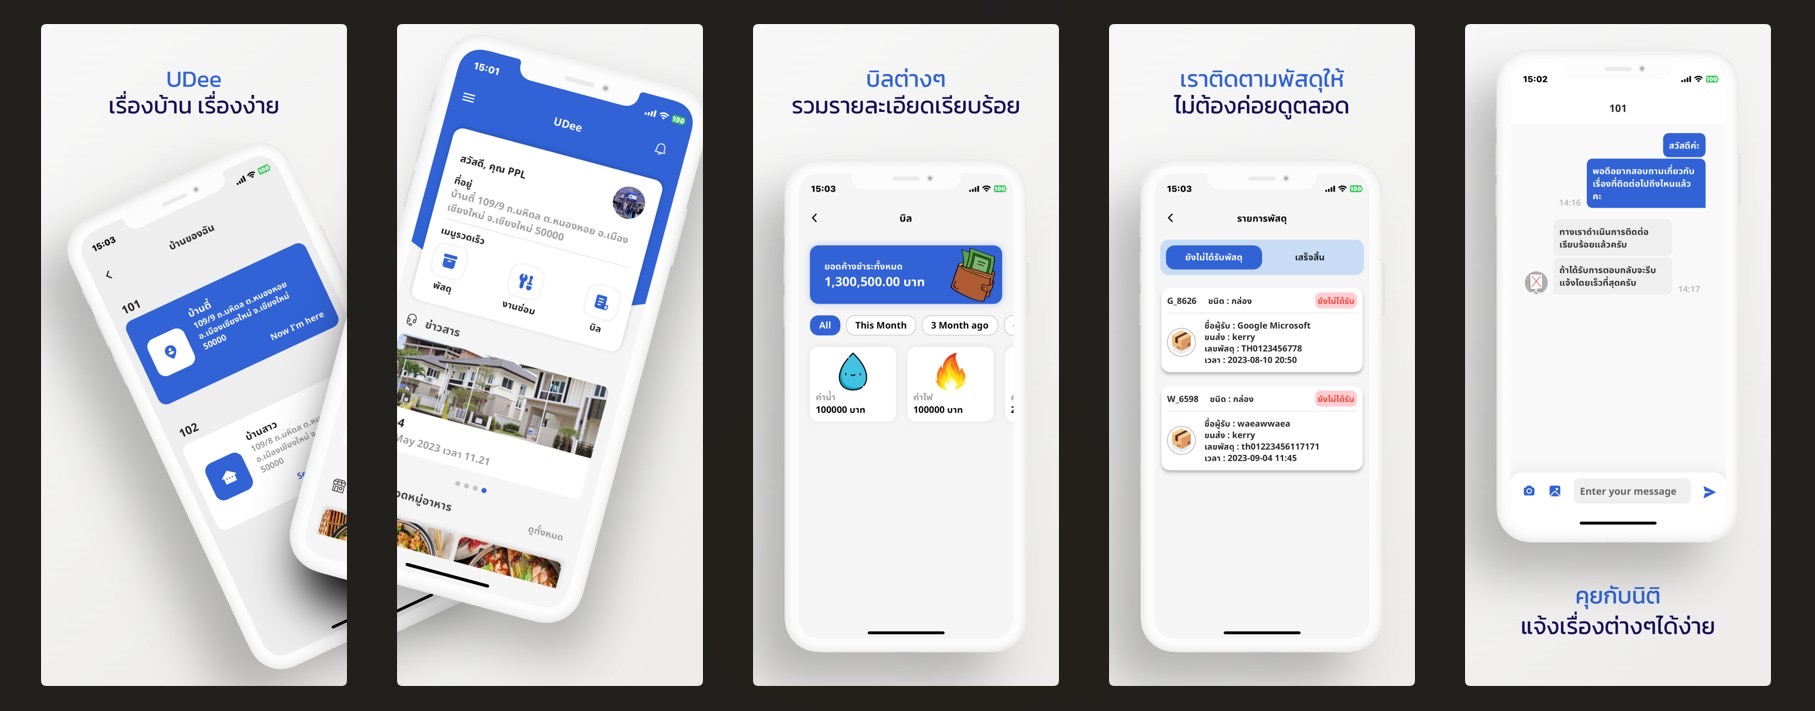 UDee
เรื่องบ้าน เรื่องง่าย
15:03
บ้านของฉัน
101
บ้านตี้
109/9 ถ.มหิดล ต.หนองหอย
อ.เมืองเชียงใหม่ จ.เชียงใหม่
50000
Now I'm here
102
บ้านสาว
109/8 ถ.มหิดล ต.ห
อ.เมืองเชียงใหม่ จ
50000
15:01
100
UDee
สวัสดี, คุณ PPL
ที่อยู่
บ้านตี้ 109/9 ถ.มหิดล ต.หนองหอย อ.เมือง
เชียงใหม่ จ.เชียงใหม่ 50000
เมนูรวดเร็ว
พัสดุ
งานซ่อม
บิล
ข่าวสาร
4
May 2023 เวลา 11.21
วดหมู่อาหาร
ดูทั้งหมด
บิลต่างๆ
รวมรายละเอียดเรียบร้อย
15:03
100
บิล
ยอดค้างชำระทั้งหมด
1,300,500.00 บาท
All
This Month
3 Month ago
ค่าน้ำ
100000 บาท
ค่าไฟ
100000 บาท
2
เราติดตามพัสดุให้
ไม่ต้องค่อยดูตลอด
15:03
100
รายการพัสดุ
ยังไม่ได้รับพัสดุ
เสร็จสิ้น
G_8626 ชนิด : กล่อง ยังไม่ได้รับ
ชื่อผู้รับ : Google Microsoft
ขนส่ง : kerry
เลขพัสดุ : TH0123456778
เวลา : 2023-08-10 20:50
W_6598 ชนิด : กล่อง ยังไม่ได้รับ
ชื่อผู้รับ : waeawwaea
ขนส่ง : kerry
เลขพัสดุ : th01223456117171
เวลา : 2023-09-04 11:45
15:02
100
101
สวัสดีค่ะ
พอดีอยากสอบถามเกี่ยวกับ
เรื่องที่ติดต่อไปถึงไหนแล้ว
คะ
14:16
ทางเราดำเนินการติดต่อ
เรียบร้อยแล้วครับ
ถ้าได้รับการตอบกลับจะรีบ
แจ้งโดยเร็วที่สุดครับ
14:17
Enter your message
คุยกับนิติ
แจ้งเรื่องต่างๆได้ง่าย